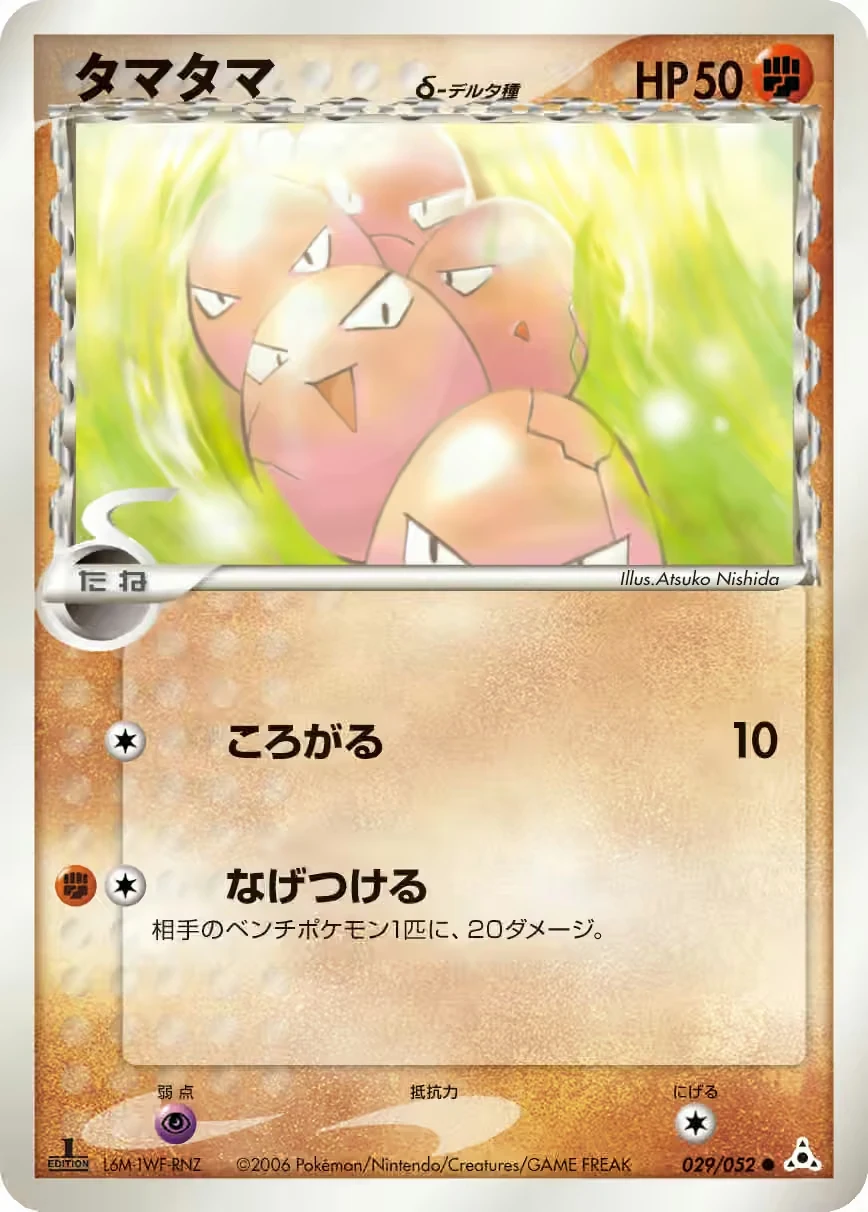 タマタマ δ-デルタ種 HP50
たね
Illus.Atsuko Nishida
ころがる 10
なげつける
相手のベンチポケモン1匹に、20ダメージ。
弱点 抵抗力 にげる
1 EDITION L6M-1WF-RNZ ©2006 Pokémon/Nintendo/Creatures/GAME FREAK 029/052 ●